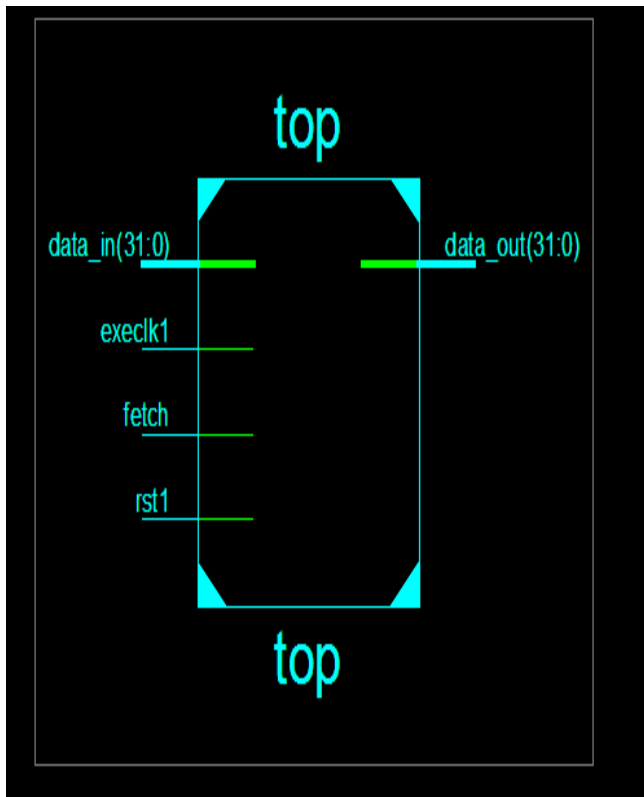 top
data_in(31:0)
data_out(31:0)
execlk1
fetch
rst1
top